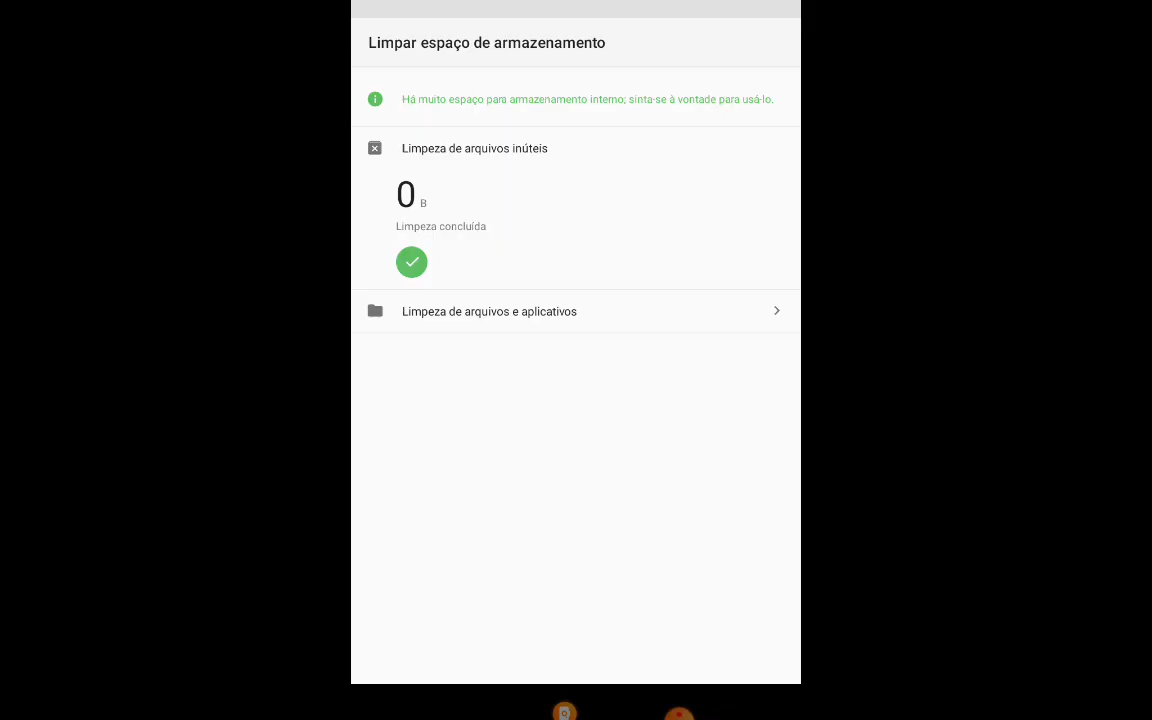 Limpar espaço de armazenamento
Há muito espaço para armazenamento interno; sinta-se à vontade para usá-lo.
Limpeza de arquivos inúteis
0 B
Limpeza concluída
Limpeza de arquivos e aplicativos